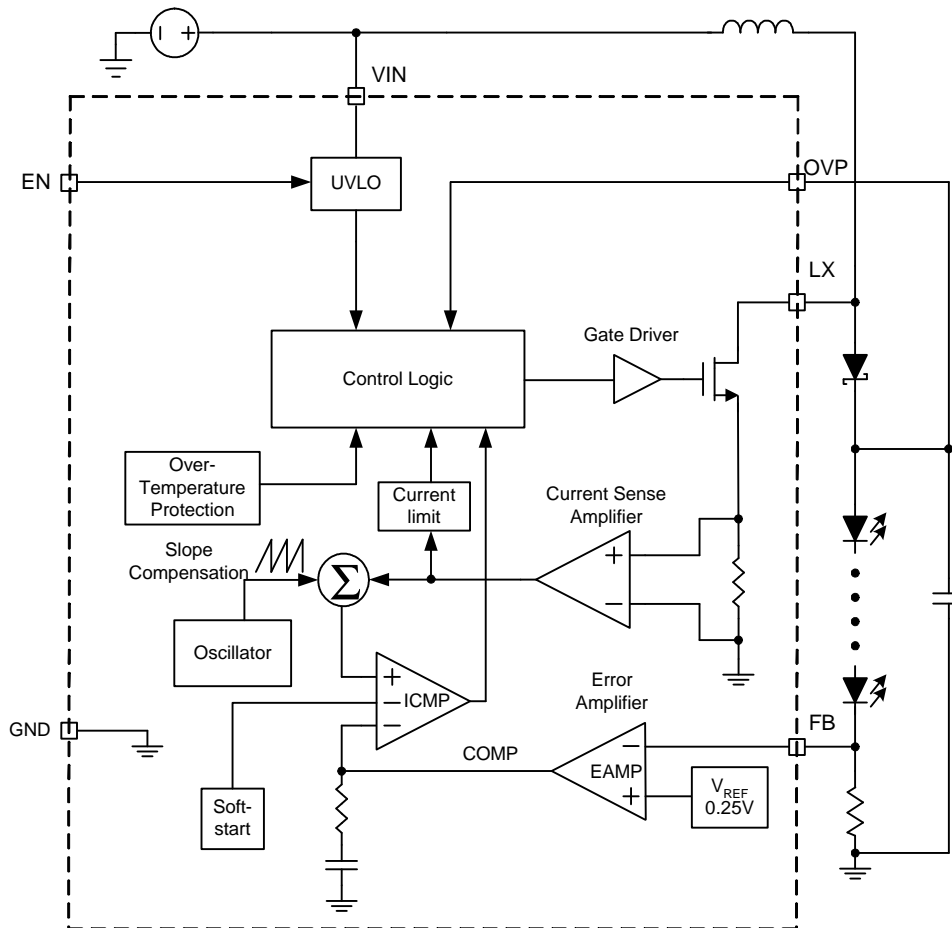 VIN
EN
UVLO
OVP
LX
Gate Driver
Control Logic
Over-
Temperature
Protection
Current
limit
Current Sense
Amplifier
Slope
Compensation
+
Σ
−
Oscillator
+
ICMP
−
−
Error
Amplifier
GND
FB
COMP
−
EAMP
+
VREF
0.25V
Soft-
start